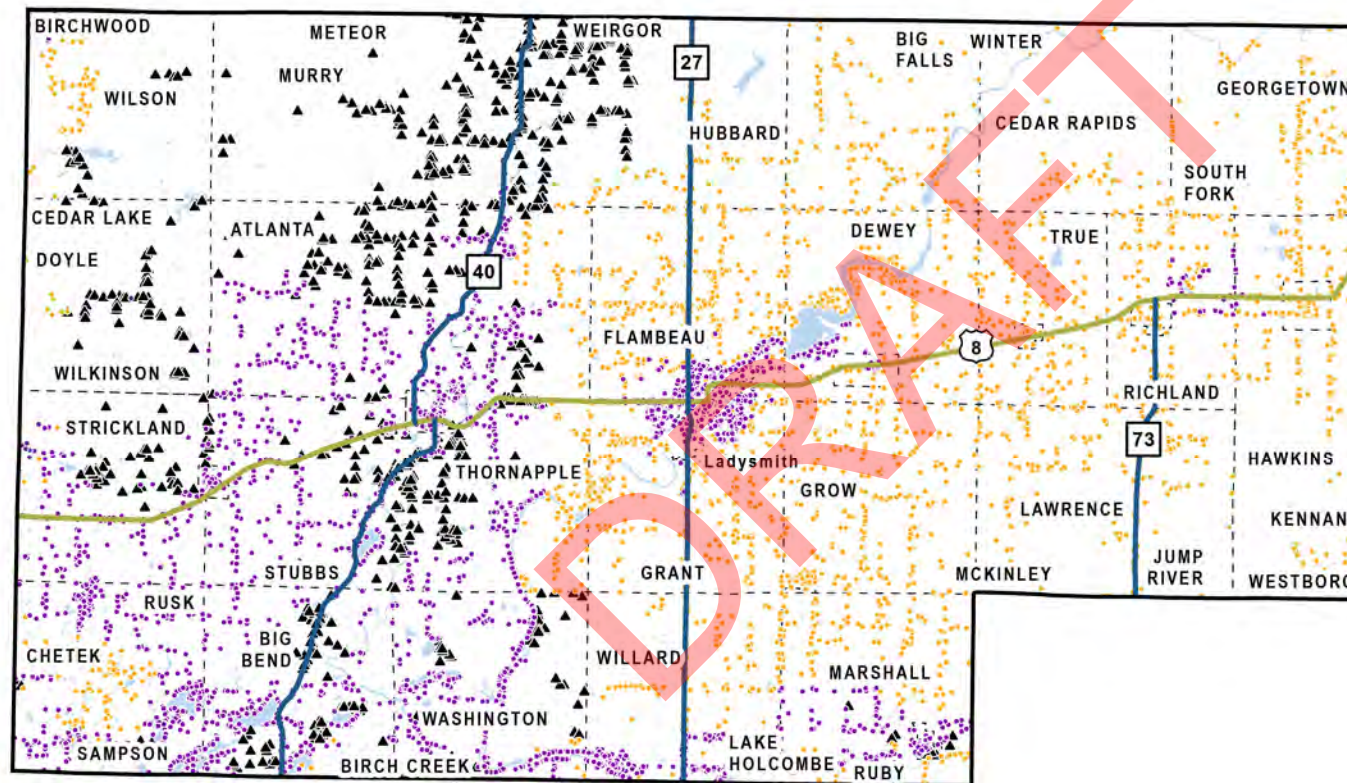 BIRCHWOOD
METEOR
WEIRGOR
BIG
FALLS
WINTER
27
MURRY
WILSON
GEORGETOWN
HUBBARD
CEDAR RAPIDS
SOUTH
FORK
CEDAR LAKE
ATLANTA
DEWEY
TRUE
DOYLE
40
FLAMBEAU
8
WILKINSON
RICHLAND
STRICKLAND
73
THORNAPPLE
Ladysmith
HAWKINS
GROW
LAWRENCE
KENNAN
STUBBS
GRANT
MCKINLEY
JUMP
RIVER
WESTBORO
RUSK
BIG
BEND
CHETEK
WILLARD
MARSHALL
WASHINGTON
SAMPSON
BIRCH CREEK
LAKE
HOLCOMBE
RUBY
DRAFT